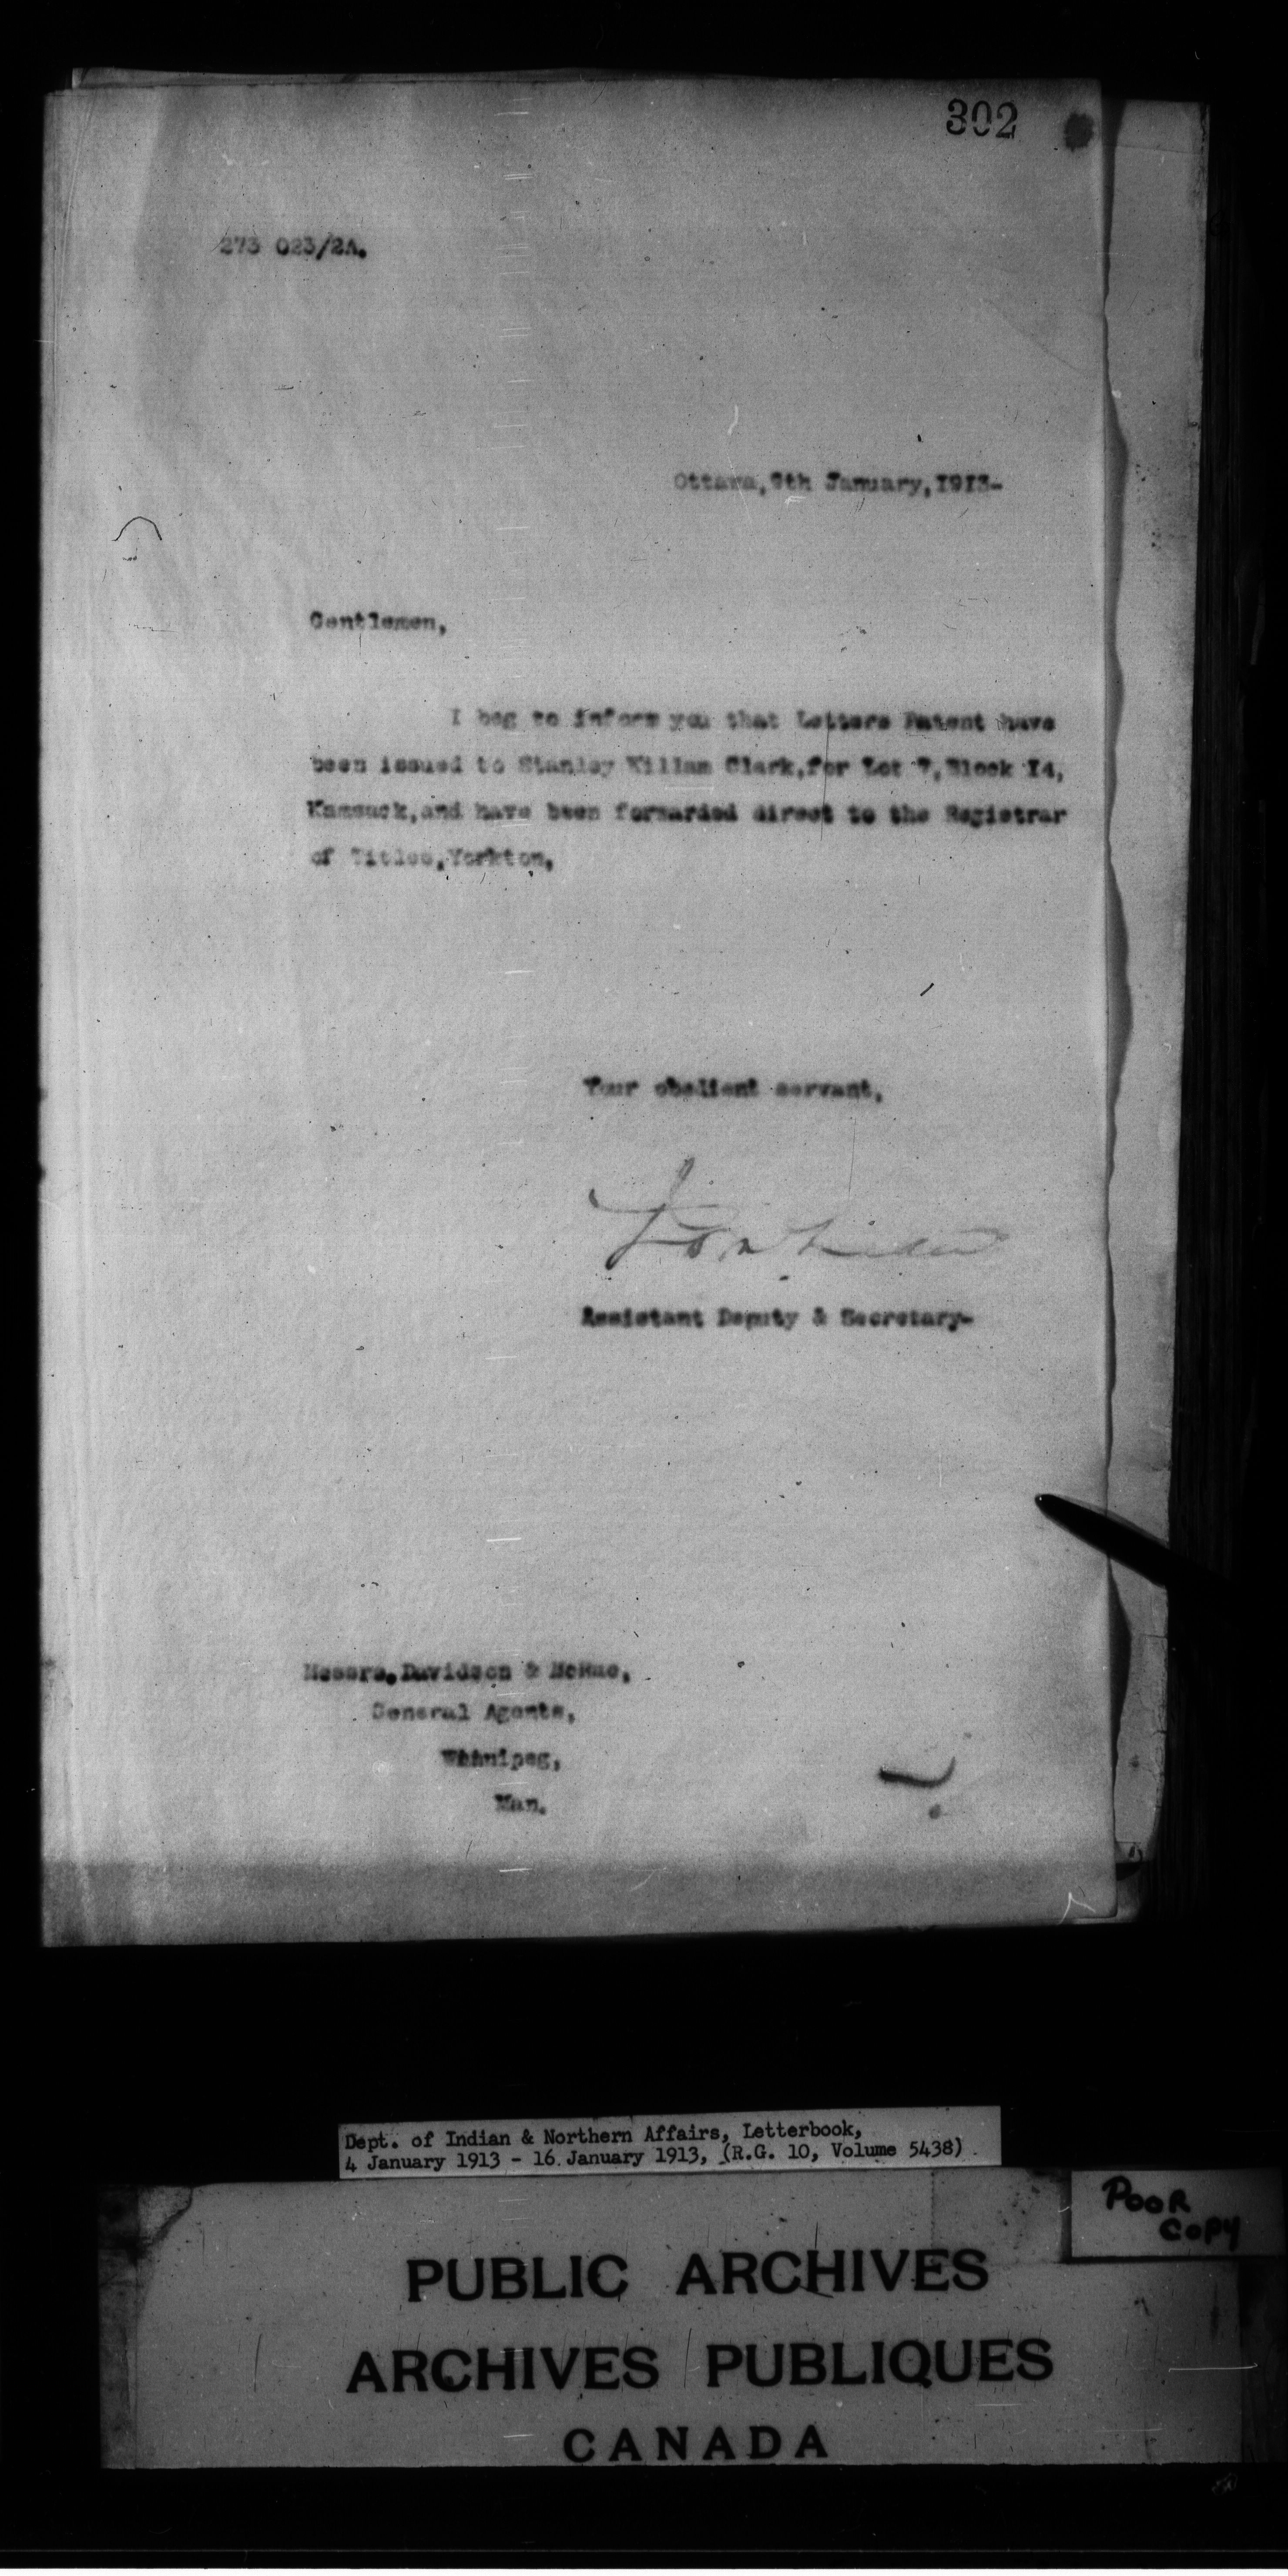 302
273 023/2A.
Ottawa, 9th January, 1913-
Gentlemen,
I beg to inform you that Letters Patent have
been issued to Stanley Killam Clark, for Lot 7, Block 14,
Kamsack, and have been forwarded direct to the Registrar
of Titles, Yorkton,
Your obedient servant,
Assistant Deputy & Secretary-
Messrs. Davidson & McRae,
General Agents,
Winnipeg,
Man.
Dept. of Indian & Northern Affairs, Letterbook,
4 January 1913 - 16 January 1913, (R.G. 10, Volume 5438)
POOR
COPY
PUBLIC ARCHIVES
ARCHIVES PUBLIQUES
CANADA